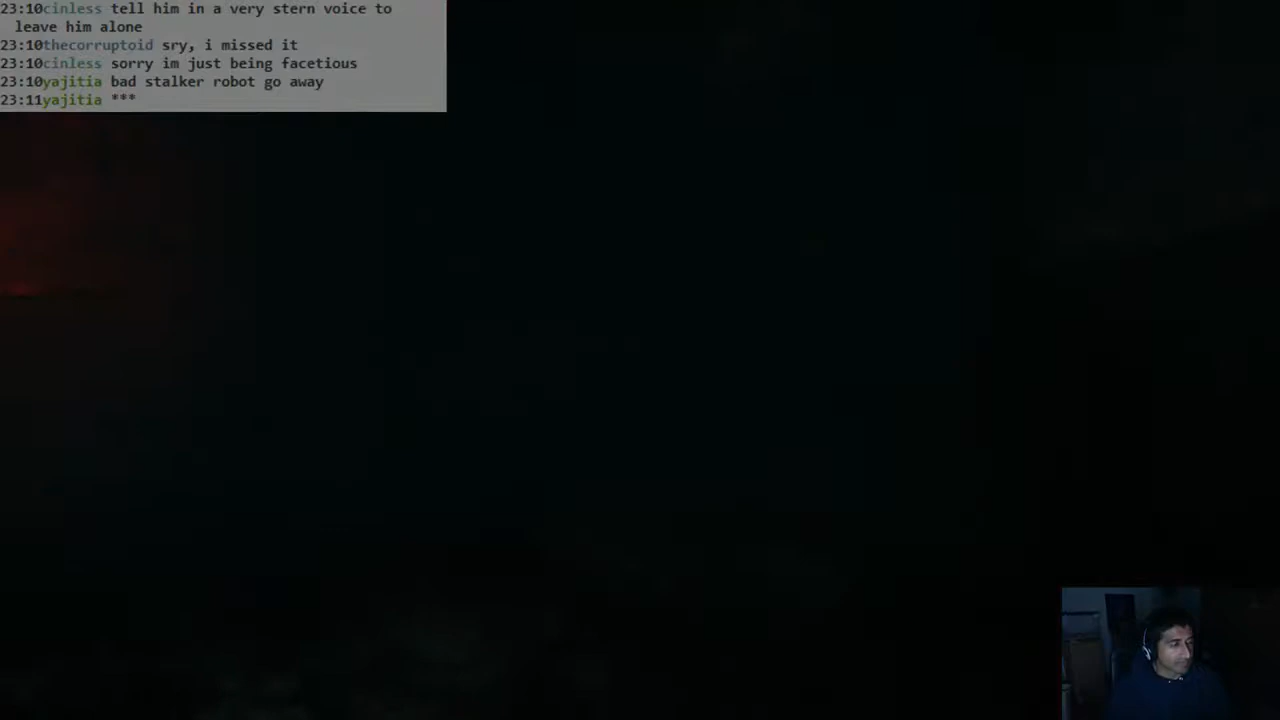 23:10cinless tell him in a very stern voice to
leave him alone
23:10thecorruptoid sry, i missed it
23:10cinless sorry im just being facetious
23:10yajitia bad stalker robot go away
23:11yajitia ***